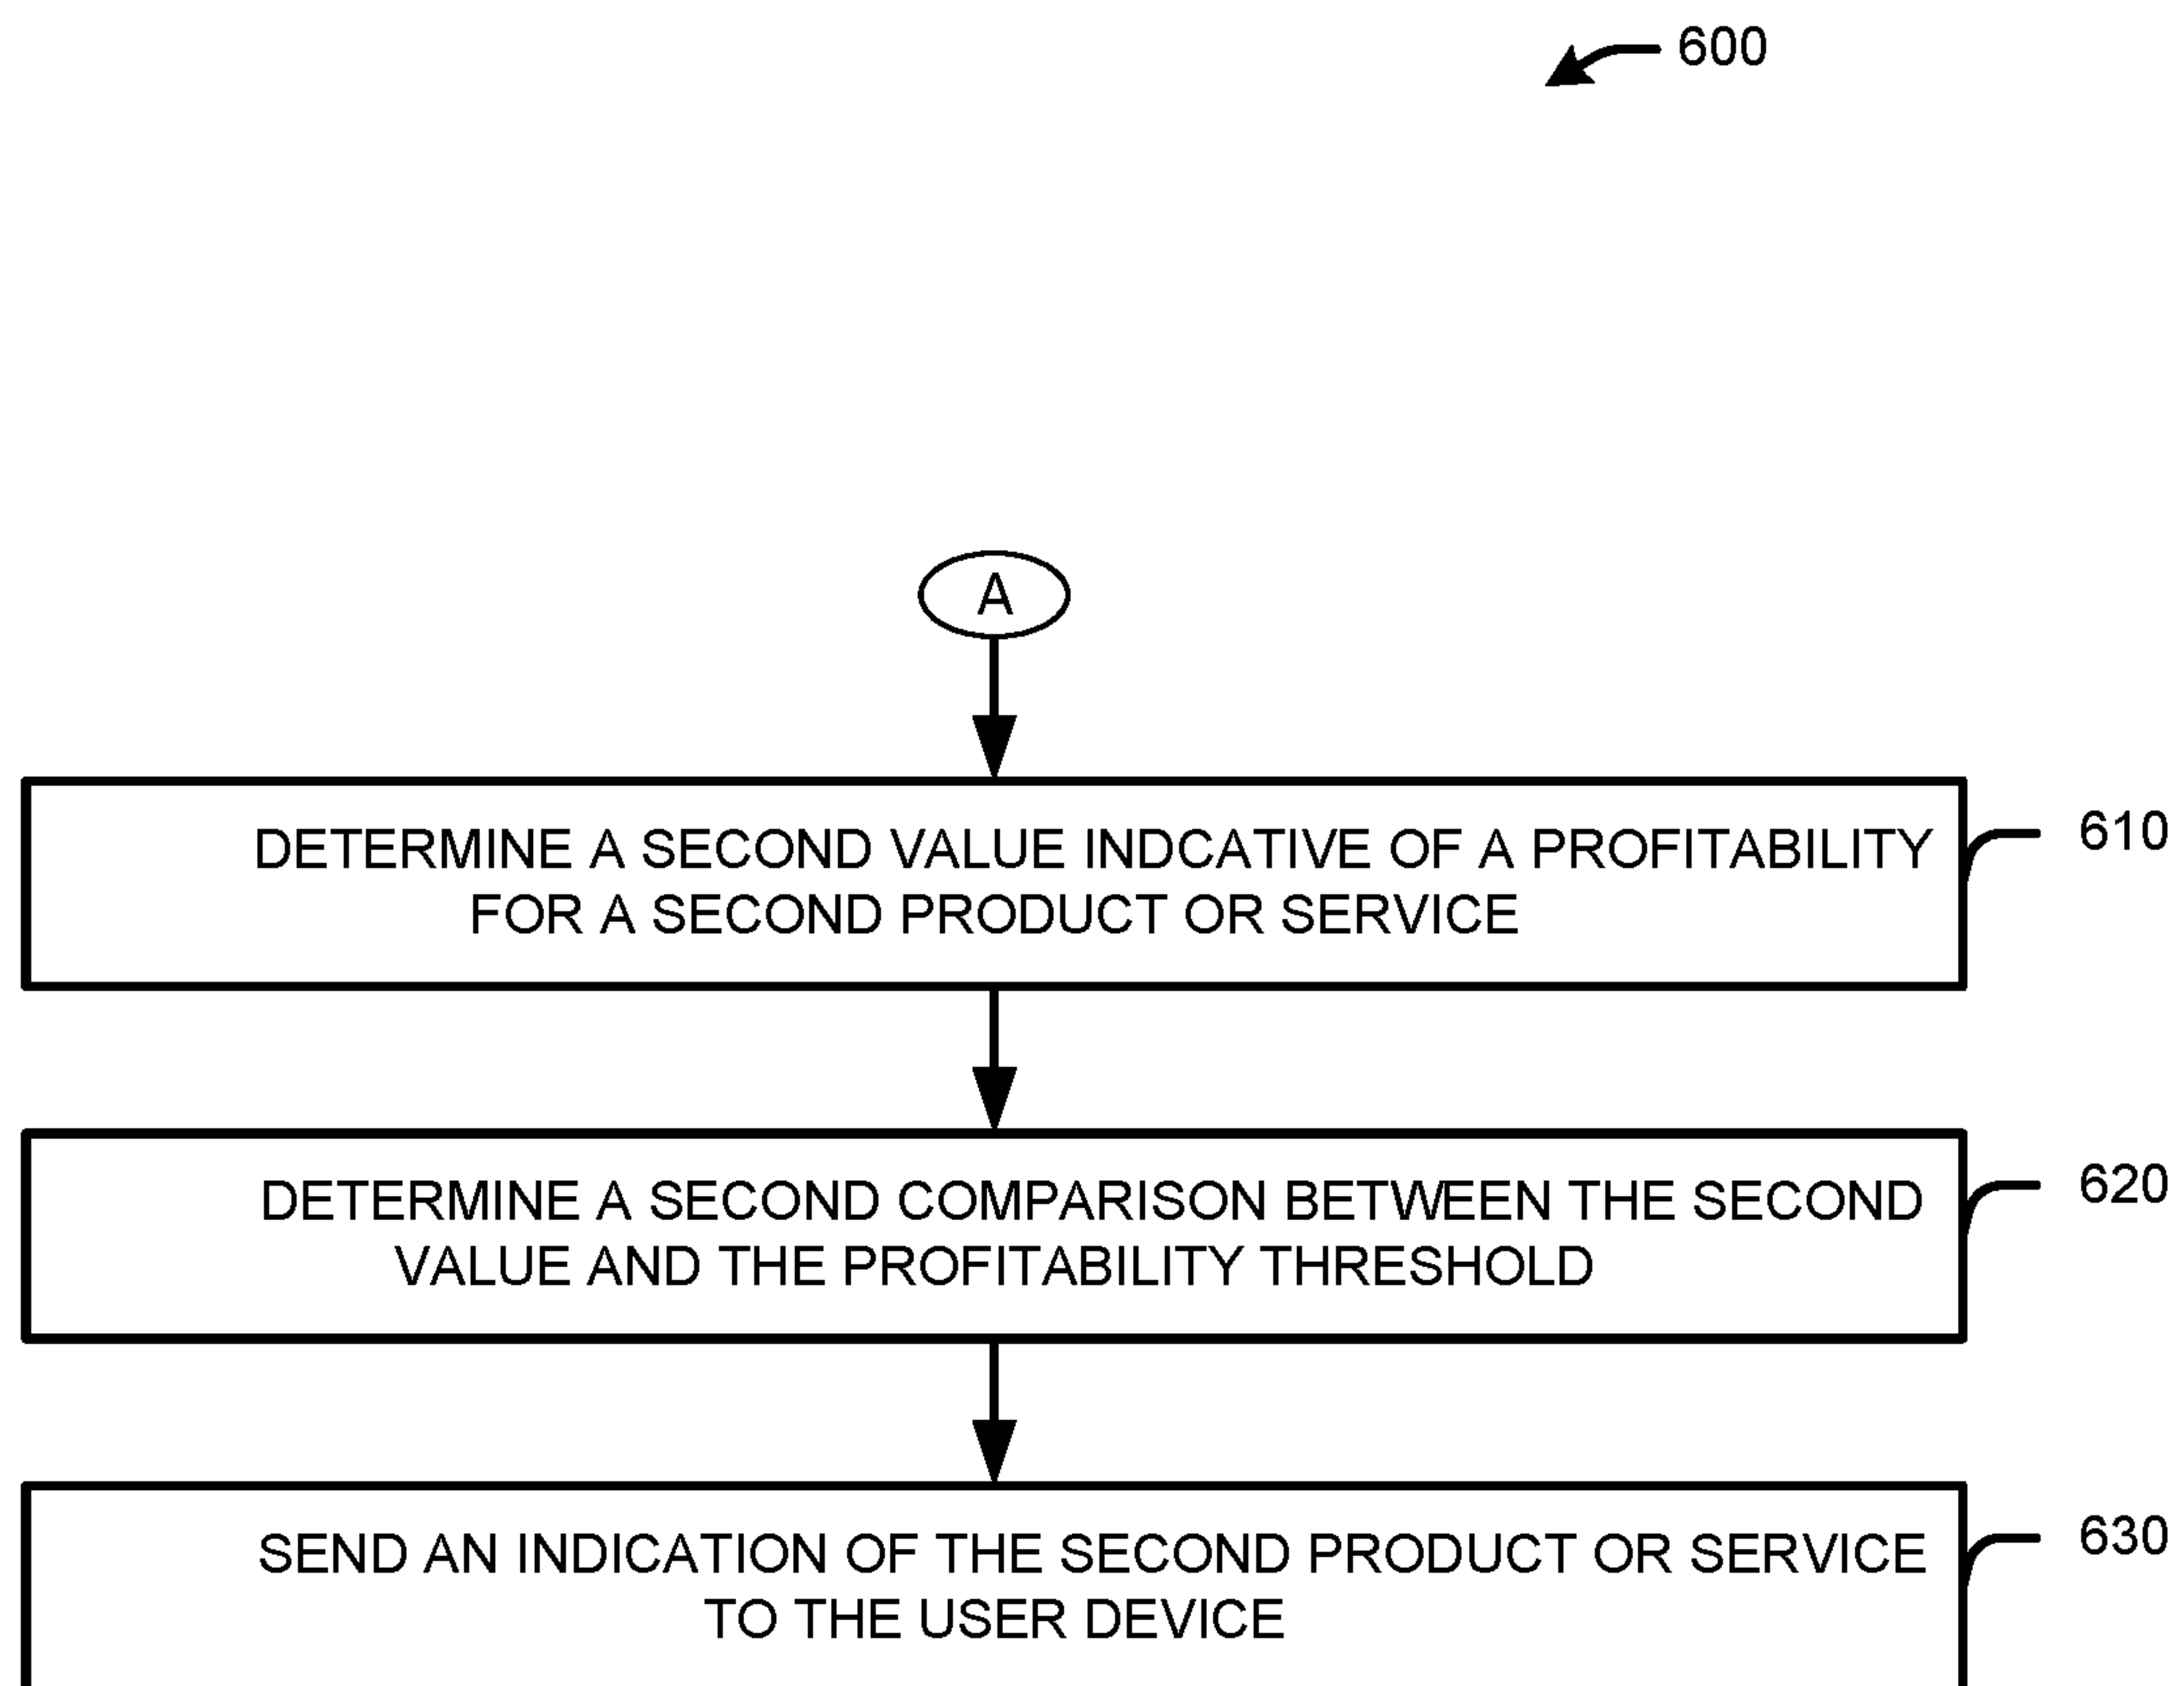 600
A
DETERMINE A SECOND VALUE INDCATIVE OF A PROFITABILITY
FOR A SECOND PRODUCT OR SERVICE
610
DETERMINE A SECOND COMPARISON BETWEEN THE SECOND
VALUE AND THE PROFITABILITY THRESHOLD
620
SEND AN INDICATION OF THE SECOND PRODUCT OR SERVICE
TO THE USER DEVICE
630